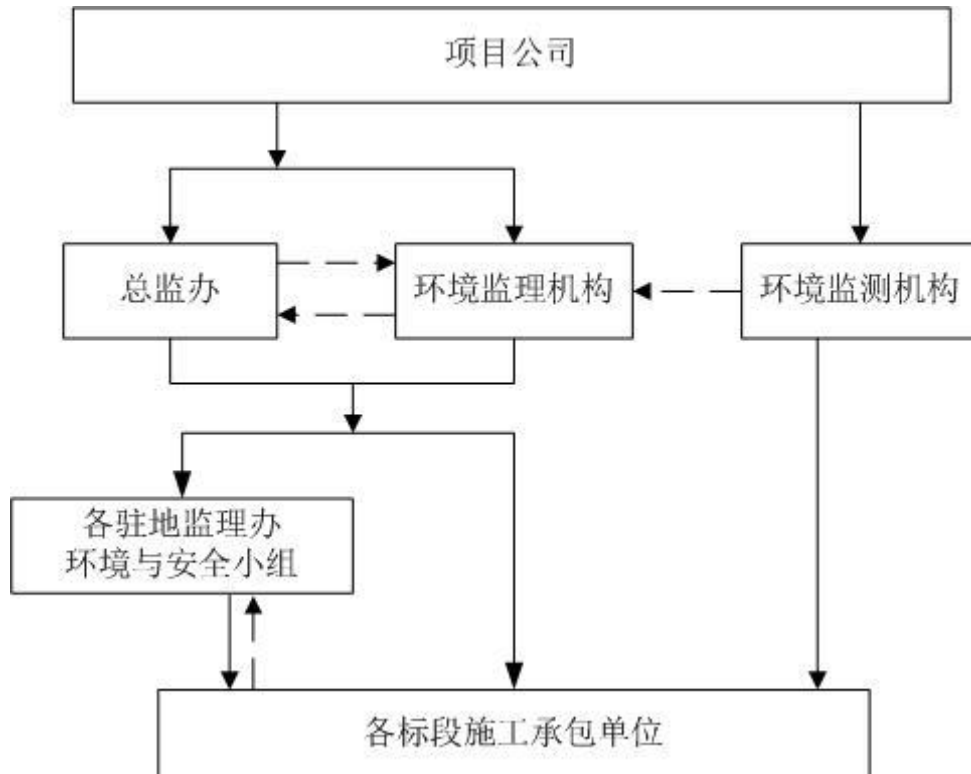 项目公司
总监办
环境监理机构
环境监测机构
各驻地监理办
环境与安全小组
各标段施工承包单位